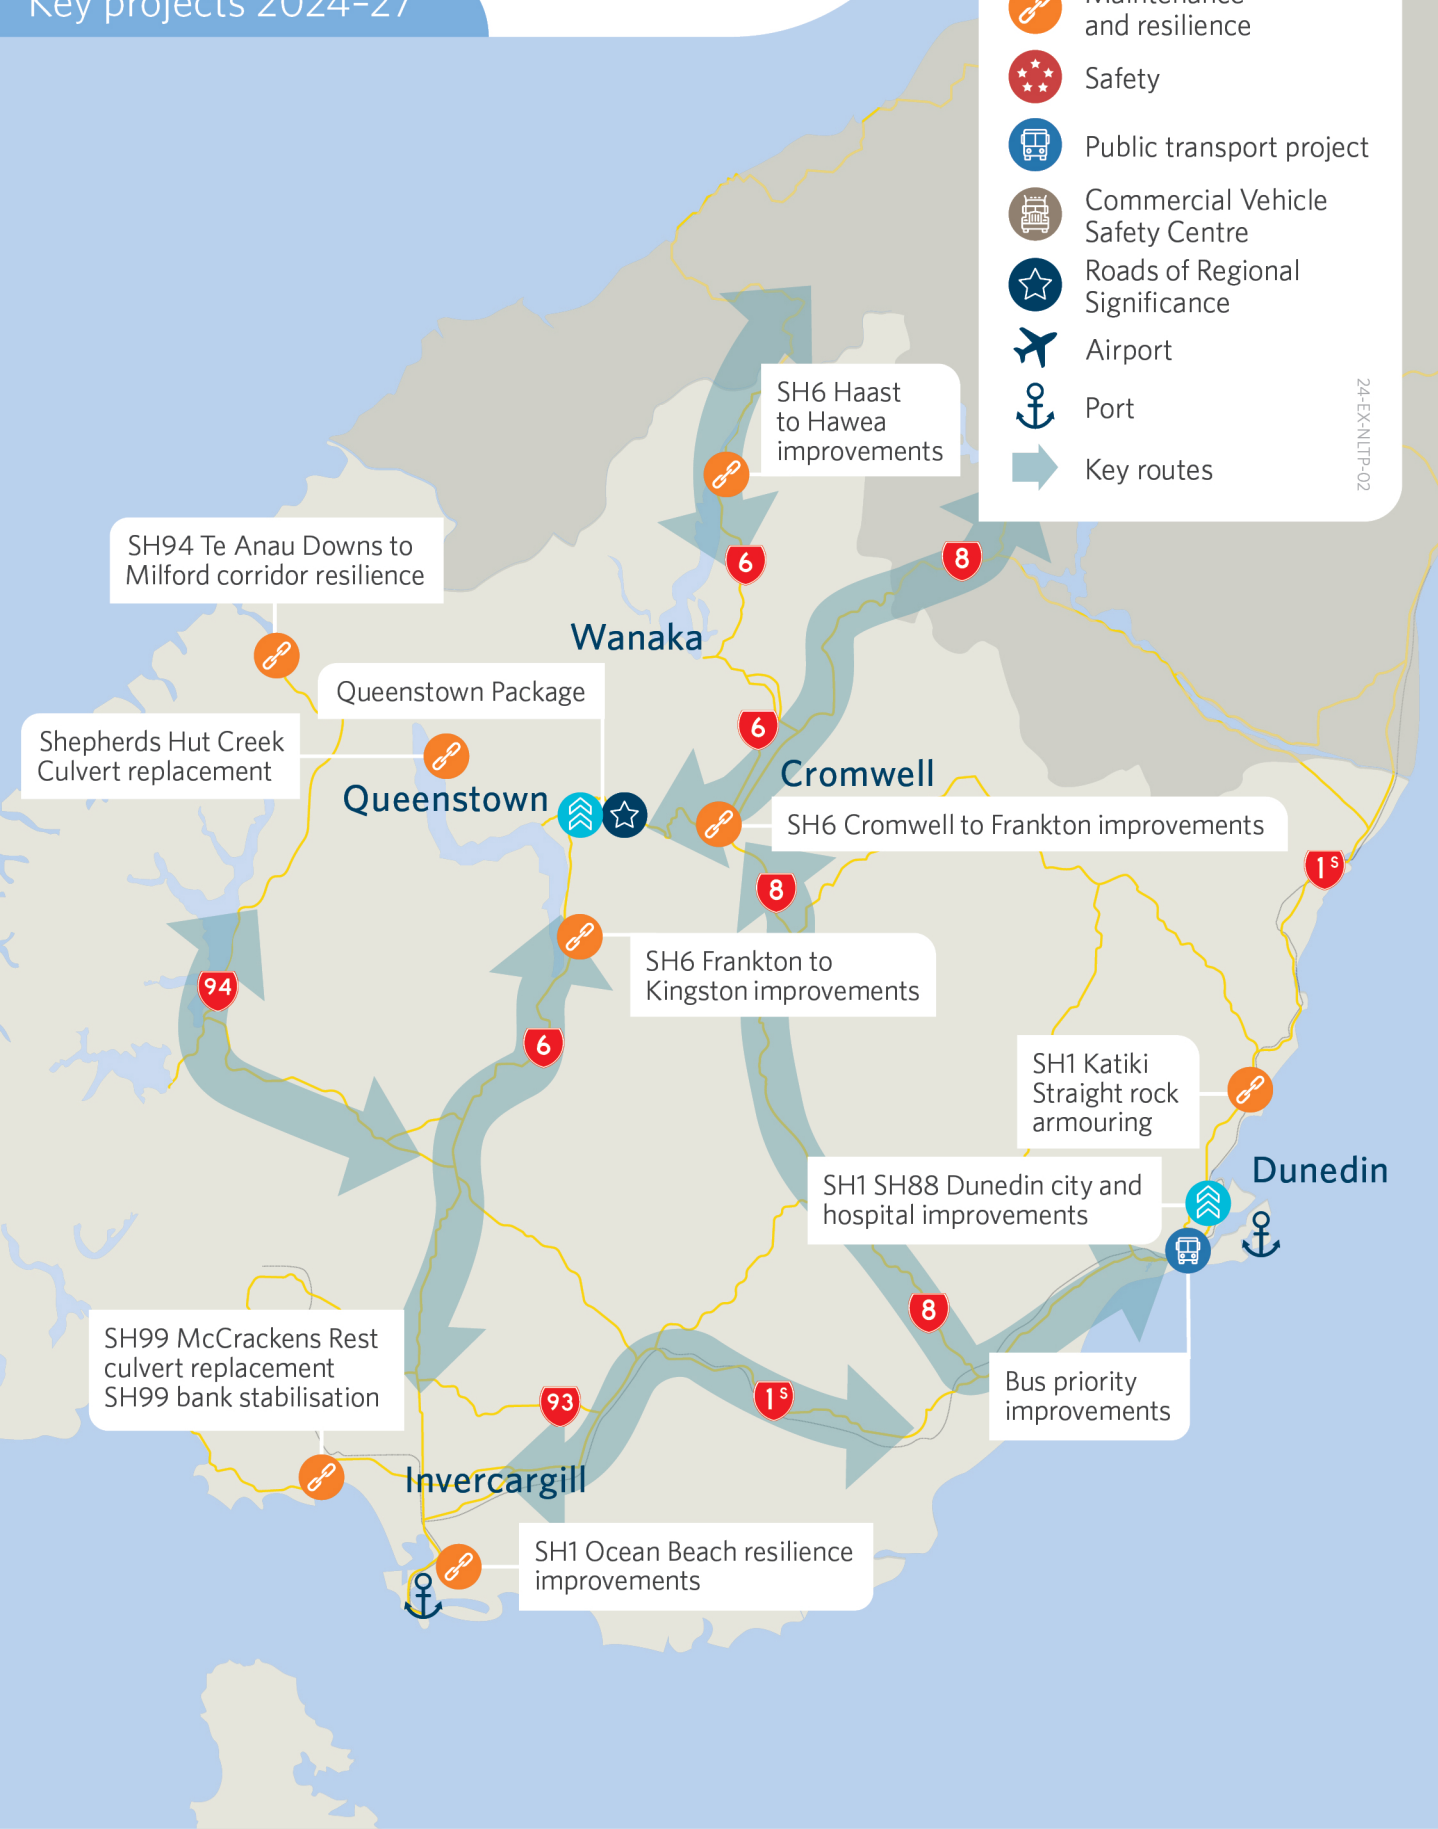 Key projects 2024–27
Maintenance
and resilience
Safety
Public transport project
Commercial Vehicle
Safety Centre
Roads of Regional
Significance
Airport
Port
Key routes
24-EX-NLTP-02
SH6 Haast
to Hawea
improvements
SH94 Te Anau Downs to
Milford corridor resilience
6
8
Wanaka
Queenstown Package
Shepherds Hut Creek
Culvert replacement
6
Cromwell
Queenstown
SH6 Cromwell to Frankton improvements
1S
8
SH6 Frankton to
Kingston improvements
94
6
SH1 Katiki
Straight rock
armouring
Dunedin
SH1 SH88 Dunedin city and
hospital improvements
8
SH99 McCrackens Rest
culvert replacement
SH99 bank stabilisation
Bus priority
improvements
93
1S
Invercargill
SH1 Ocean Beach resilience
improvements